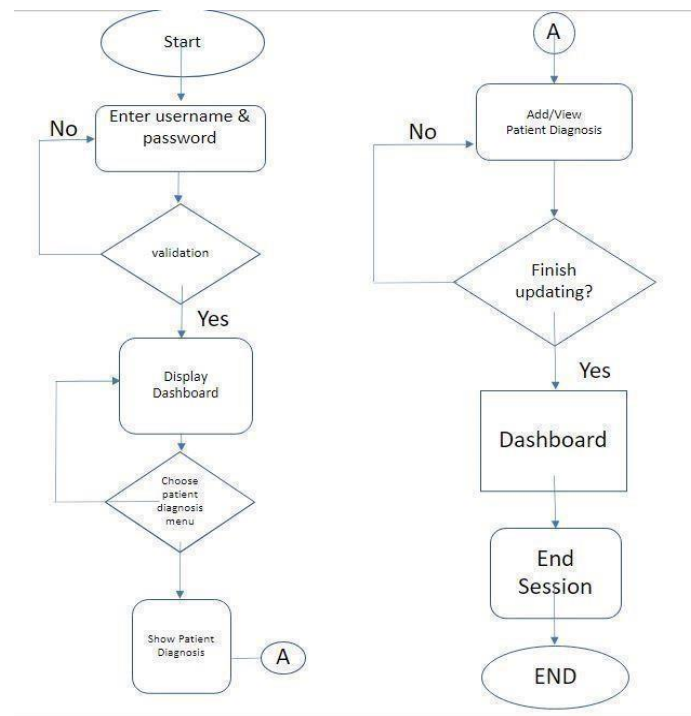 Start
No
Enter username &
password
validation
Yes
Display
Dashboard
Choose
patient
diagnosis
menu
Show Patient
Diagnosis
A
A
Add/View
Patient Diagnosis
No
Finish
updating?
Yes
Dashboard
End
Session
END